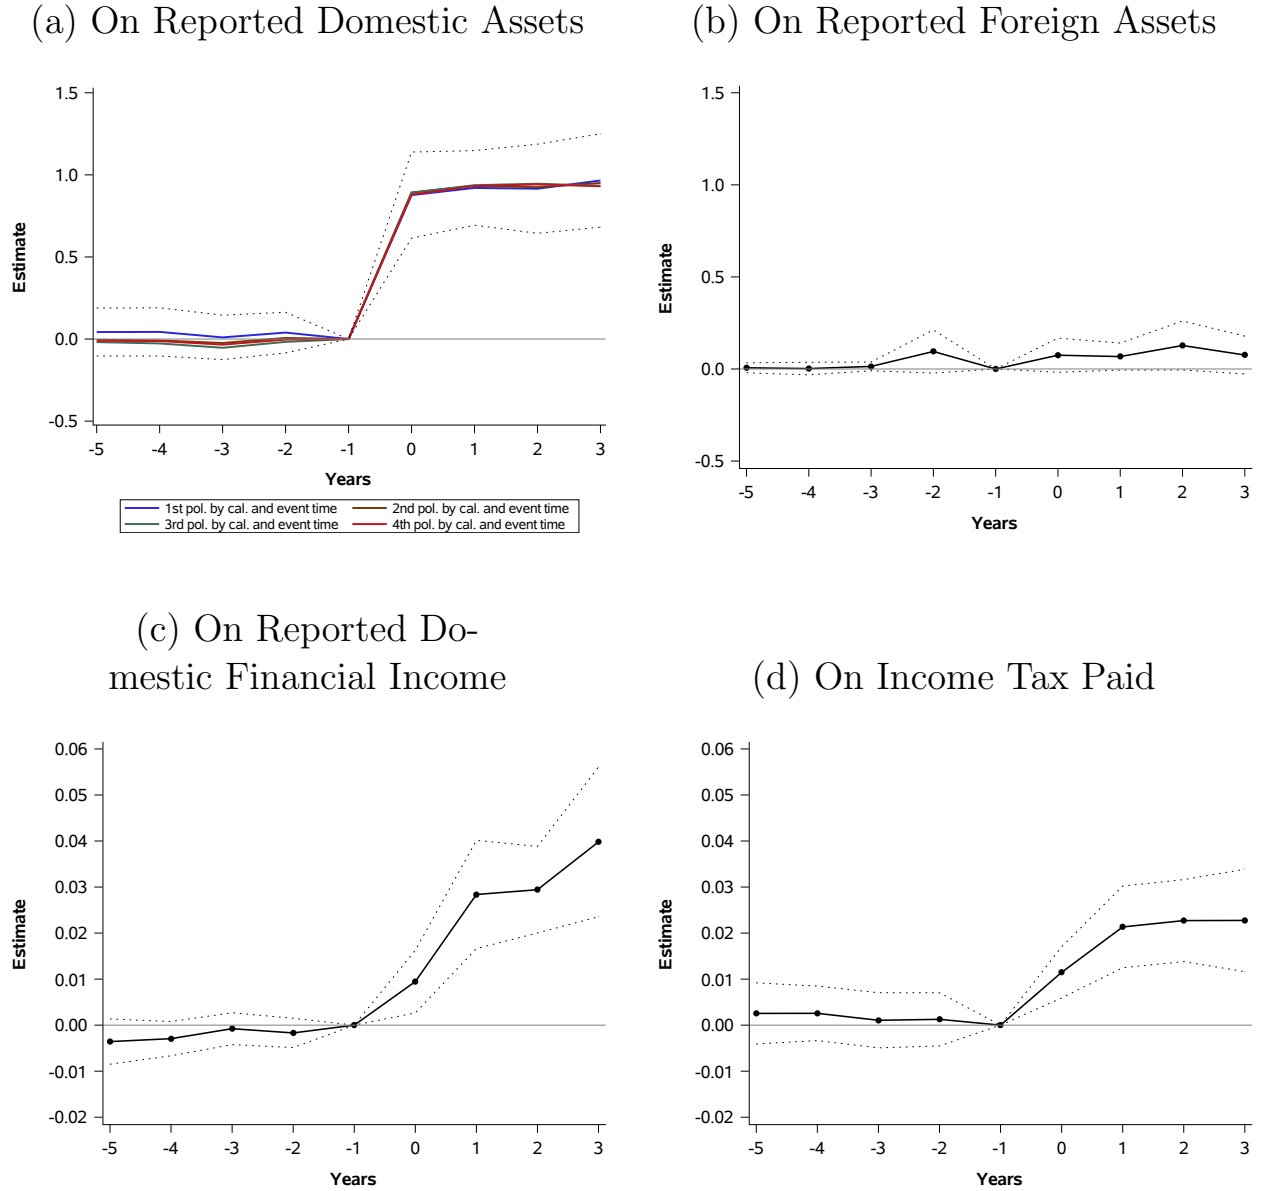 (a) On Reported Domestic Assets
1.5
1.0
0.5
0.0
-0.5
Estimate
-5 -4 -3 -2 -1 0 1 2 3
Years
1st pol. by cal. and event time 2nd pol. by cal. and event time
3rd pol. by cal. and event time 4th pol. by cal. and event time
(b) On Reported Foreign Assets
1.5
1.0
0.5
0.0
-0.5
Estimate
-5 -4 -3 -2 -1 0 1 2 3
Years
(c) On Reported Do-
mestic Financial Income
0.06
0.05
0.04
0.03
0.02
0.01
0.00
-0.01
-0.02
Estimate
-5 -4 -3 -2 -1 0 1 2 3
Years
(d) On Income Tax Paid
0.06
0.05
0.04
0.03
0.02
0.01
0.00
-0.01
-0.02
Estimate
-5 -4 -3 -2 -1 0 1 2 3
Years